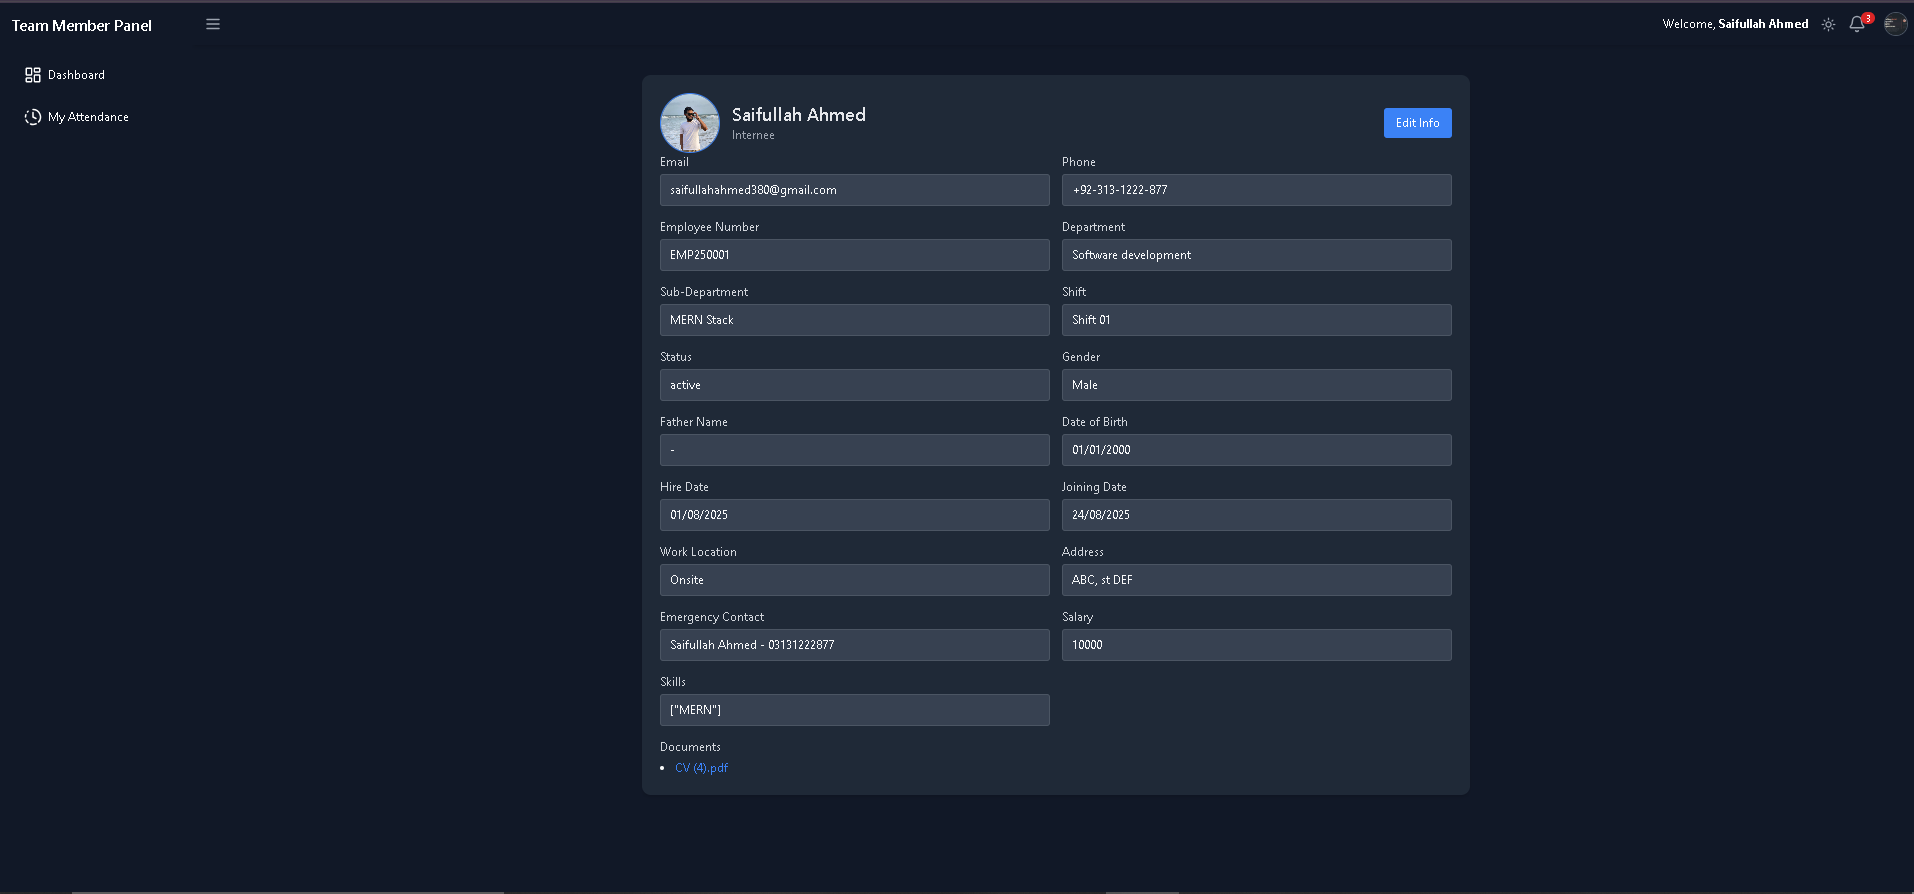 Team Member Panel
Welcome, Saifullah Ahmed
3
Dashboard
My Attendance
Saifullah Ahmed
Internee
Edit Info
Email
Phone
saifullahahmed380@gmail.com
+92-313-1222-877
Employee Number
Department
EMP250001
Software development
Sub-Department
Shift
MERN Stack
Shift 01
Status
Gender
active
Male
Father Name
Date of Birth
-
01/01/2000
Hire Date
Joining Date
01/08/2025
24/08/2025
Work Location
Address
Onsite
ABC, st DEF
Emergency Contact
Salary
Saifullah Ahmed - 03131222877
10000
Skills
["MERN"]
Documents
• CV (4).pdf